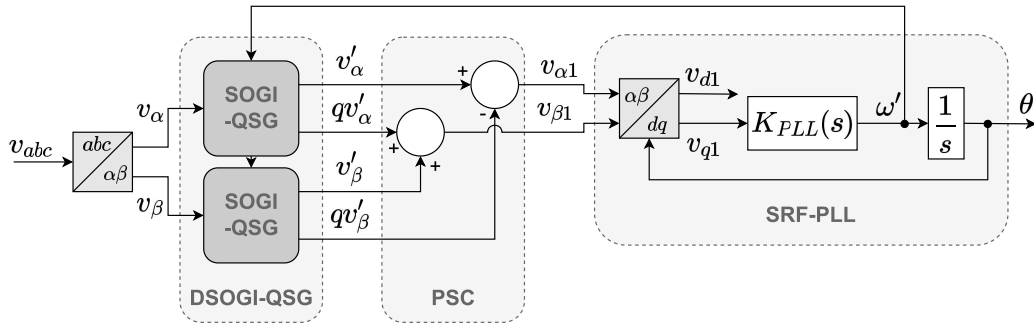 v_abc
abc
αβ
v_α
v_β
SOGI
-QSG
SOGI
-QSG
DSOGI-QSG
v'_α
qv'_α
v'_β
qv'_β
+
-
+
+
PSC
v_α1
v_β1
αβ
dq
v_d1
v_q1
K_PLL(s)
ω'
1
s
θ
SRF-PLL